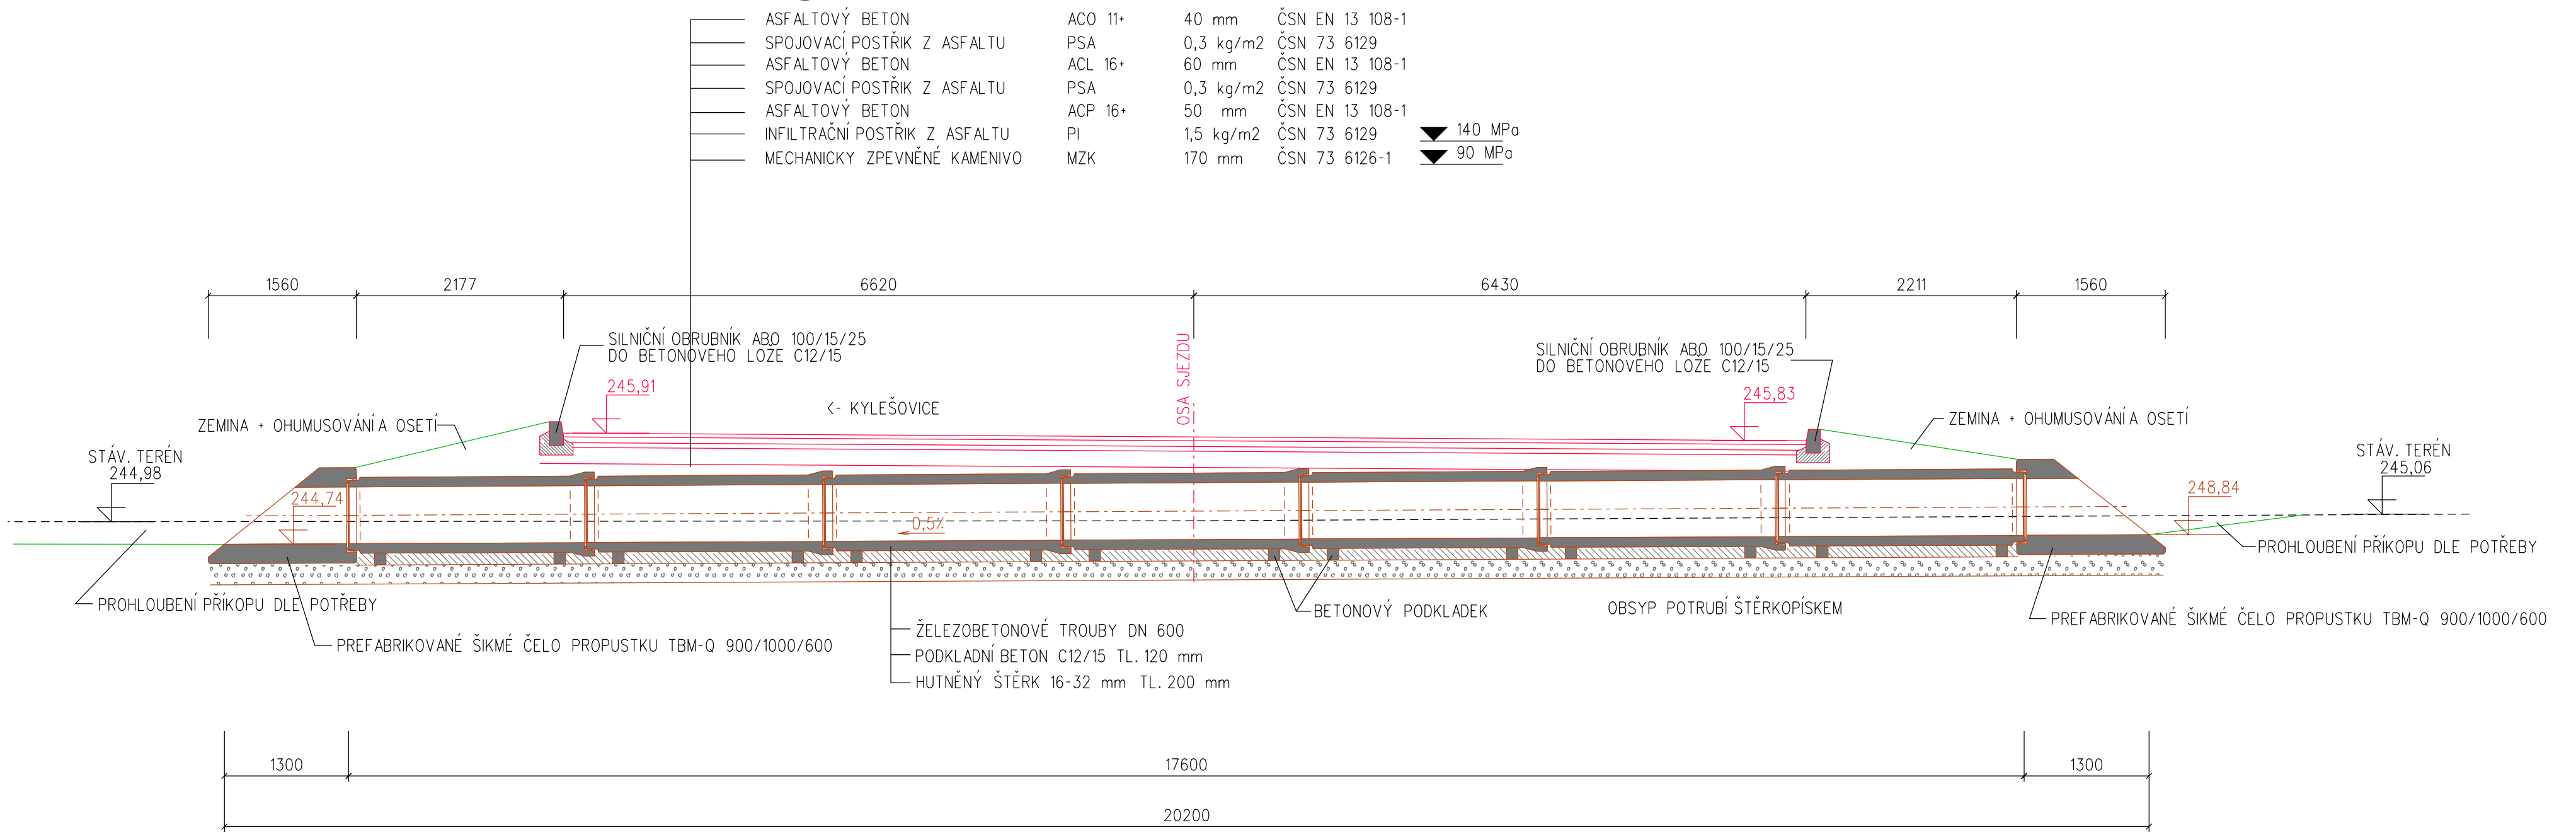 ASFALTOVÝ BETON ACO 11+ 40 mm ČSN EN 13 108-1
SPOJOVACÍ POSTŘIK Z ASFALTU PSA 0,3 kg/m2 ČSN 73 6129
ASFALTOVÝ BETON ACL 16+ 60 mm ČSN EN 13 108-1
SPOJOVACÍ POSTŘIK Z ASFALTU PSA 0,3 kg/m2 ČSN 73 6129
ASFALTOVÝ BETON ACP 16+ 50 mm ČSN EN 13 108-1
INFILTRAČNÍ POSTŘIK Z ASFALTU PI 1,5 kg/m2 ČSN 73 6129 140 MPa
MECHANICKY ZPEVNĚNÉ KAMENIVO MZK 170 mm ČSN 73 6126-1 90 MPa
1560 2177 6620 6430 2211 1560
SILNIČNÍ OBRUBNÍK ABO 100/15/25
DO BETONOVÉHO LOŽE C12/15
OSA SJEZDU
SILNIČNÍ OBRUBNÍK ABO 100/15/25
DO BETONOVÉHO LOŽE C12/15
245,91
<- KYLEŠOVICE
245,83
ZEMINA + OHUMUSOVÁNÍ A OSETÍ
ZEMINA + OHUMUSOVÁNÍ A OSETÍ
STÁV. TERÉN
244,98
STÁV. TERÉN
245,06
244,74
248,84
0,5%
PROHLOUBENÍ PŘÍKOPU DLE POTŘEBY
PROHLOUBENÍ PŘÍKOPU DLE POTŘEBY
BETONOVÝ PODKLADEK
OBSYP POTRUBÍ ŠTĚRKOPÍSKEM
PREFABRIKOVANÉ ŠIKMÉ ČELO PROPUSTKU TBM-Q 900/1000/600
PREFABRIKOVANÉ ŠIKMÉ ČELO PROPUSTKU TBM-Q 900/1000/600
ŽELEZOBETONOVÉ TROUBY DN 600
PODKLADNÍ BETON C12/15 TL. 120 mm
HUTNĚNÝ ŠTĚRK 16-32 mm TL. 200 mm
1300 17600 1300
20200